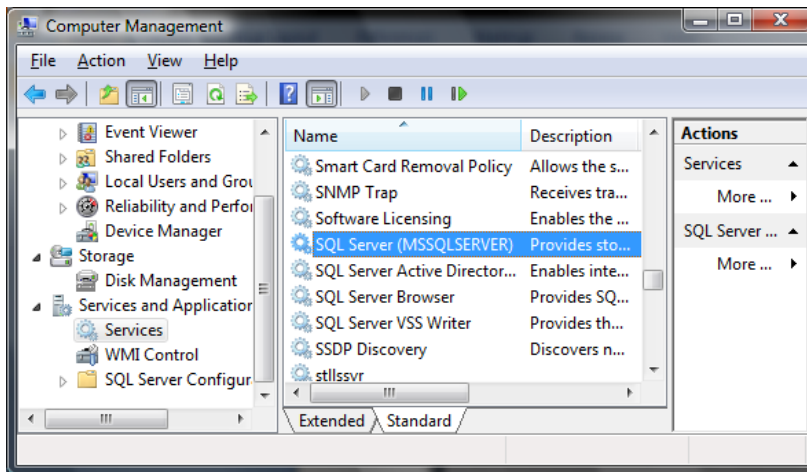 Computer Management
File Action View Help
Event Viewer
Shared Folders
Local Users and Grou
Reliability and Perfor
Device Manager
Storage
Disk Management
Services and Application
Services
WMI Control
SQL Server Configur
Name Description
Smart Card Removal Policy Allows the s...
SNMP Trap Receives tra...
Software Licensing Enables the ...
SQL Server (MSSQLSERVER) Provides sto...
SQL Server Active Director... Enables inte...
SQL Server Browser Provides SQ...
SQL Server VSS Writer Provides th...
SSDP Discovery Discovers n...
stllssvr
Extended Standard
Actions
Services
More ...
SQL Server ...
More ...